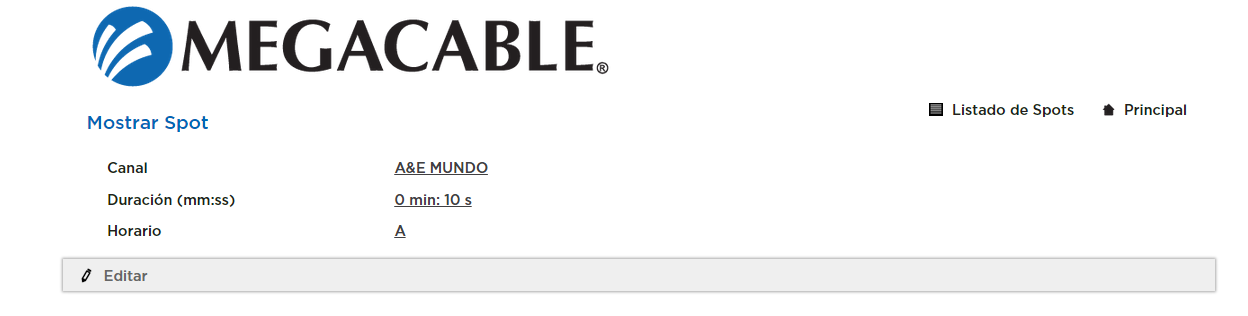 MEGACABLE®
Listado de Spots Principal
Mostrar Spot
Canal A&E MUNDO
Duración (mm:ss) 0 min: 10 s
Horario A
Editar